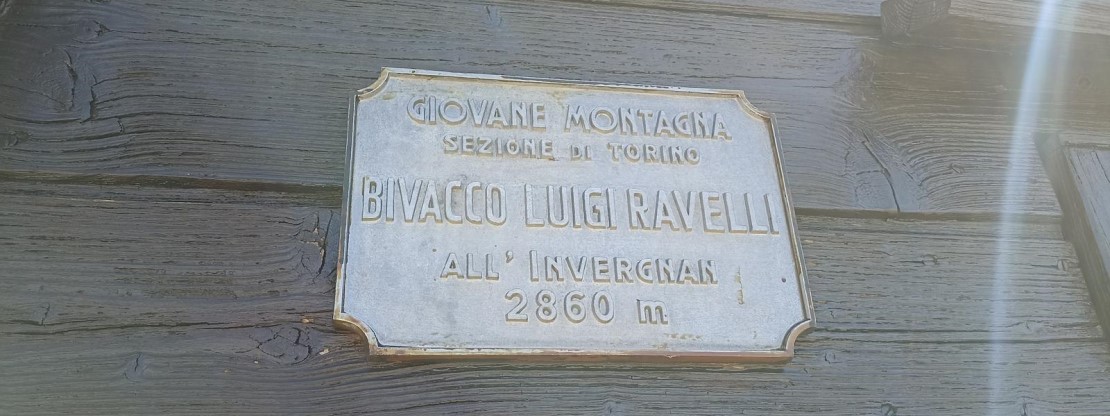 GIOVANE MONTAGNA
SEZIONE DI TORINO
BIVACCO LUIGI RAVELLI
ALL' INVERGNAN
2860 m